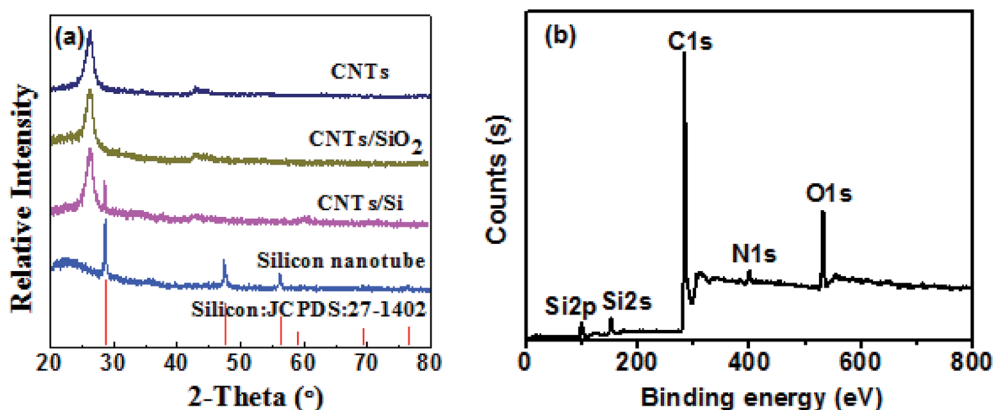 (a)
CNTs
CNTs/SiO₂
CNTs/Si
Silicon nanotube
Silicon:JCPDS:27-1402
Relative Intensity
20 30 40 50 60 70 80
2-Theta (°)
(b)
C1s
O1s
N1s
Si2p Si2s
Counts (s)
0 200 400 600 800
Binding energy (eV)